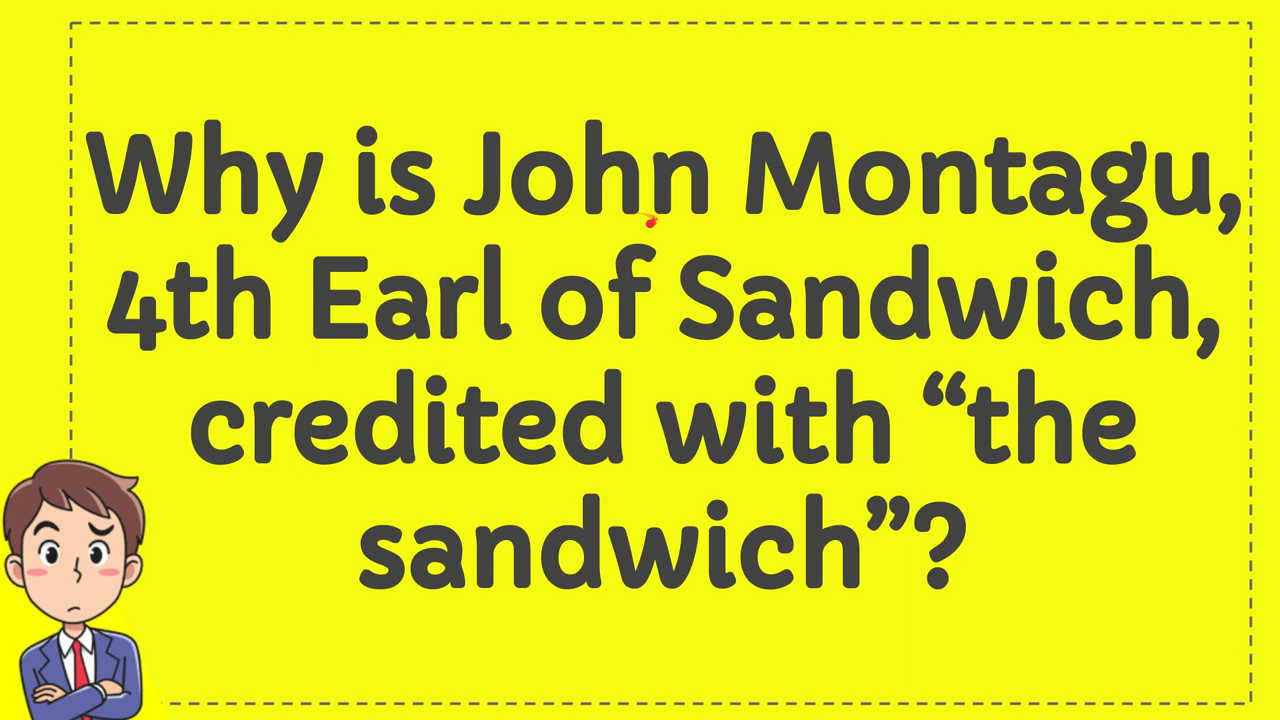 Why is John Montagu,
4th Earl of Sandwich,
credited with “the
sandwich”?